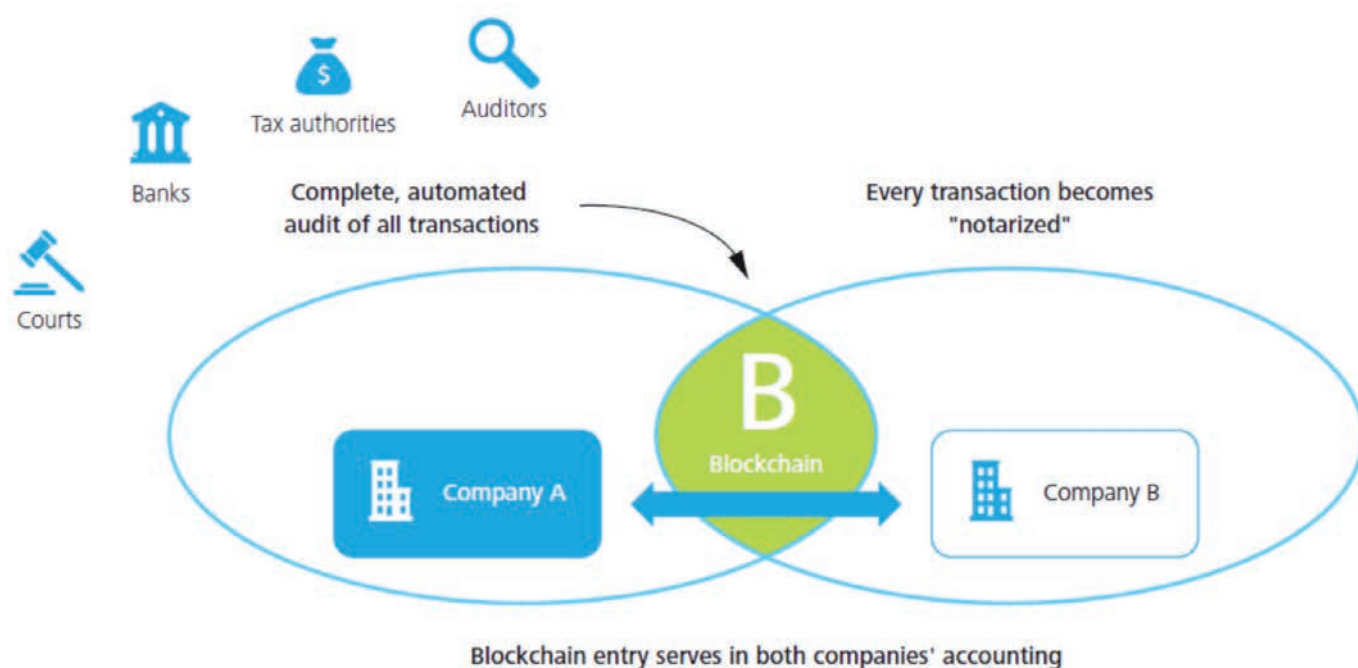 $
Tax authorities
Auditors
Banks
Complete, automated
audit of all transactions
Every transaction becomes
"notarized"
Courts
B
Blockchain
Company A
Company B
Blockchain entry serves in both companies' accounting